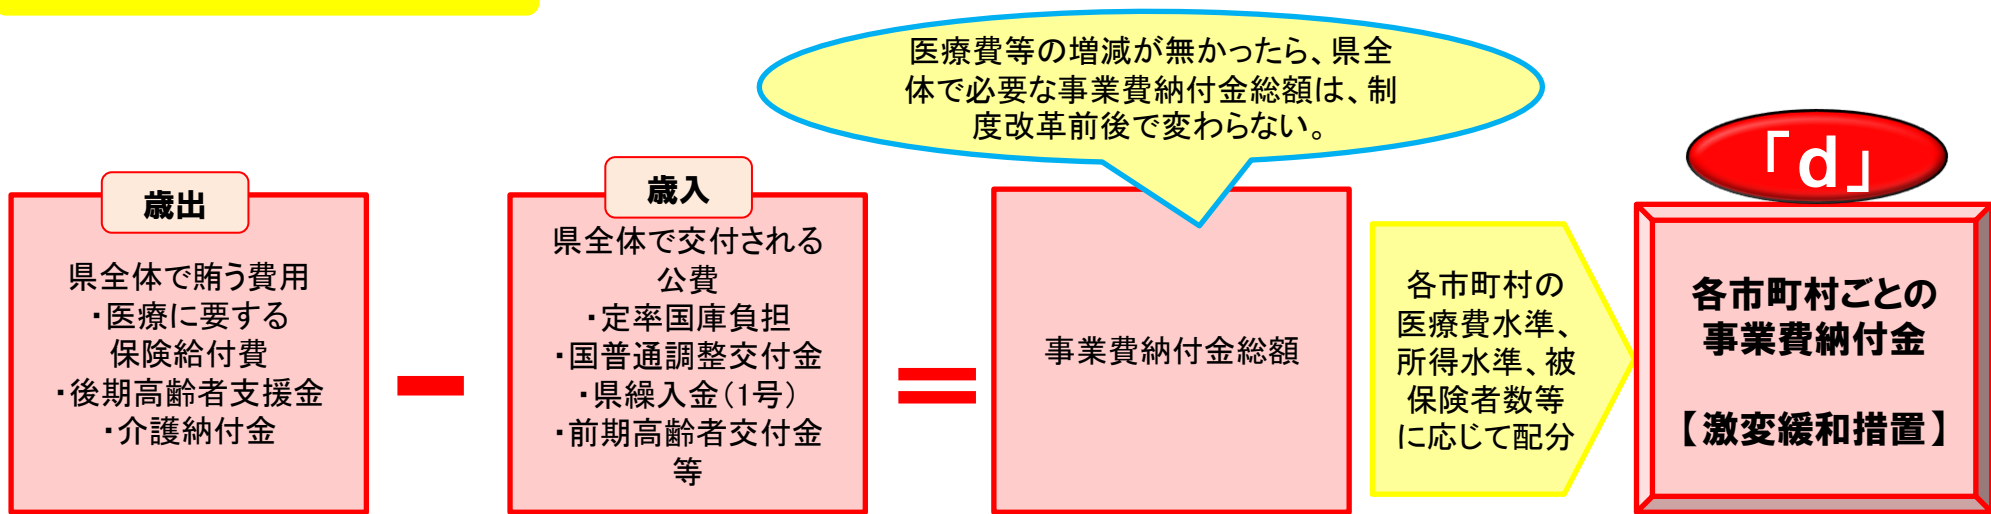 医療費等の増減が無かったら、県全
体で必要な事業費納付金総額は、制
度改革前後で変わらない。
「d」
歳出
県全体で賄う費用
・医療に要する
保険給付費
・後期高齢者支援金
・介護納付金
歳入
県全体で交付される
公費
・定率国庫負担
・国普通調整交付金
・県繰入金(1号)
・前期高齢者交付金
等
事業費納付金総額
各市町村の
医療費水準、
所得水準、被
保険者数等
に応じて配分
各市町村ごとの
事業費納付金
【激変緩和措置】